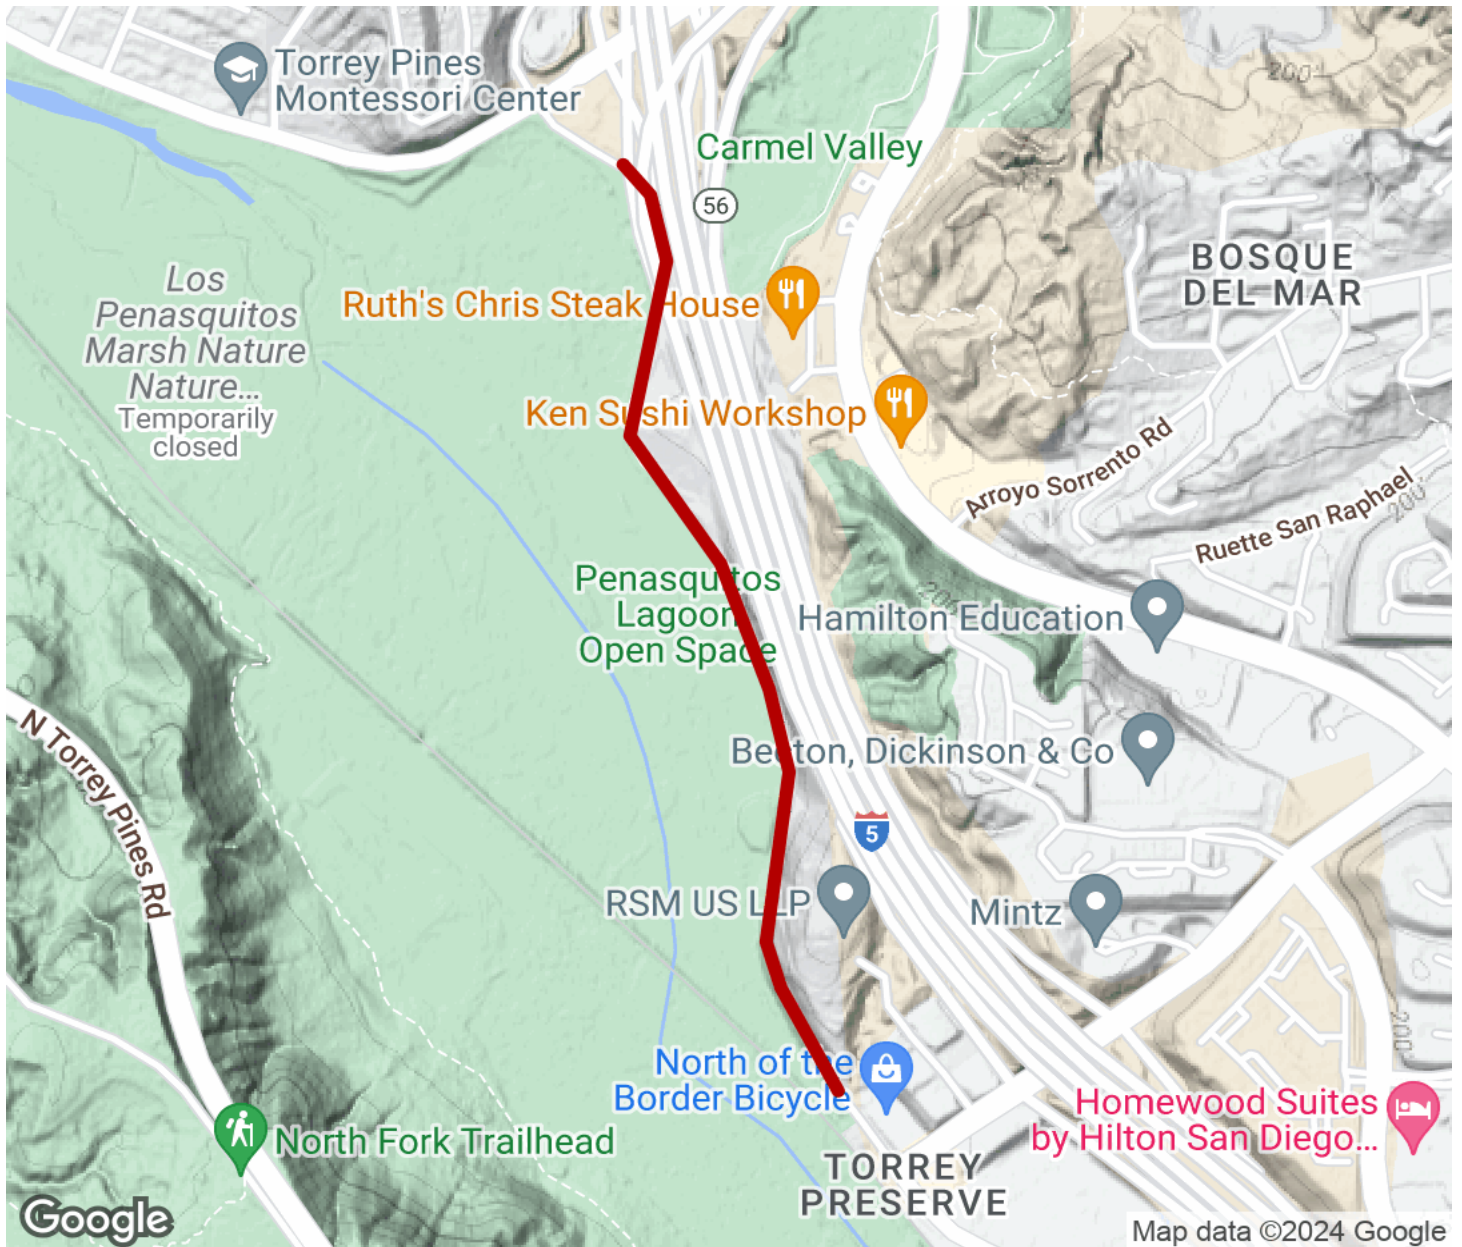 200'
Torrey Pines
Montessori Center
Carmel Valley
56
BOSQUE
DEL MAR
Los
Penasquitos
Marsh Nature
Nature...
Temporarily
closed
Ruth's Chris Steak House
Ken Sushi Workshop
Arroyo Sorrento Rd
Ruette San Raphael
200'
Penasquitos
Lagoon
Open Space
200'
Hamilton Education
N Torrey Pines Rd
Becton, Dickinson & Co
5
RSM US LLP
Mintz
200'
North of the
Border Bicycle
Homewood Suites
by Hilton San Diego...
North Fork Trailhead
TORREY
PRESERVE
Google
Map data ©2024 Google